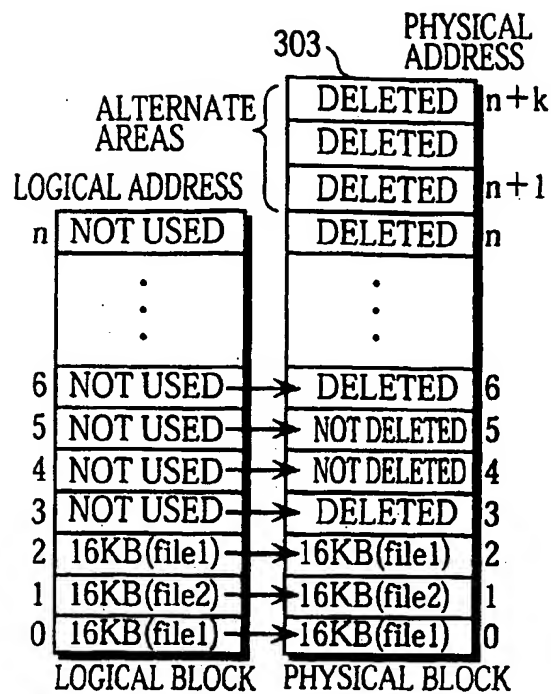 PHYSICAL
ADDRESS
303
ALTERNATE
AREAS
DELETED n+k
DELETED
DELETED n+1
LOGICAL ADDRESS
n NOT USED DELETED n
6 NOT USED DELETED 6
5 NOT USED NOT DELETED 5
4 NOT USED NOT DELETED 4
3 NOT USED DELETED 3
2 16KB(file1) 16KB(file1) 2
1 16KB(file2) 16KB(file2) 1
0 16KB(file1) 16KB(file1) 0
LOGICAL BLOCK PHYSICAL BLOCK